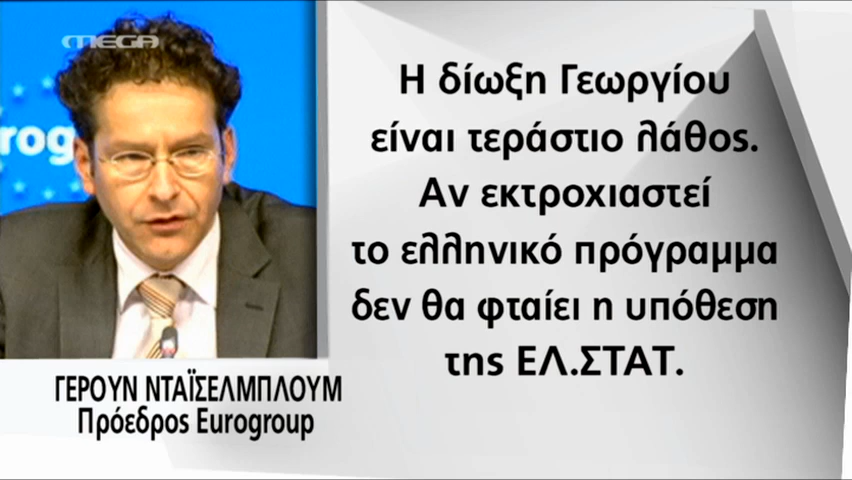 MEGA
rog
Η δίωξη Γεωργίου
είναι τεράστιο λάθος.
Αν εκτροχιαστεί
το ελληνικό πρόγραμμα
δεν θα φταίει η υπόθεση
της ΕΛ.ΣΤΑΤ.
ΓΕΡΟΥΝ ΝΤΑΪΣΕΛΜΠΛΟΥΜ
Πρόεδρος Eurogroup